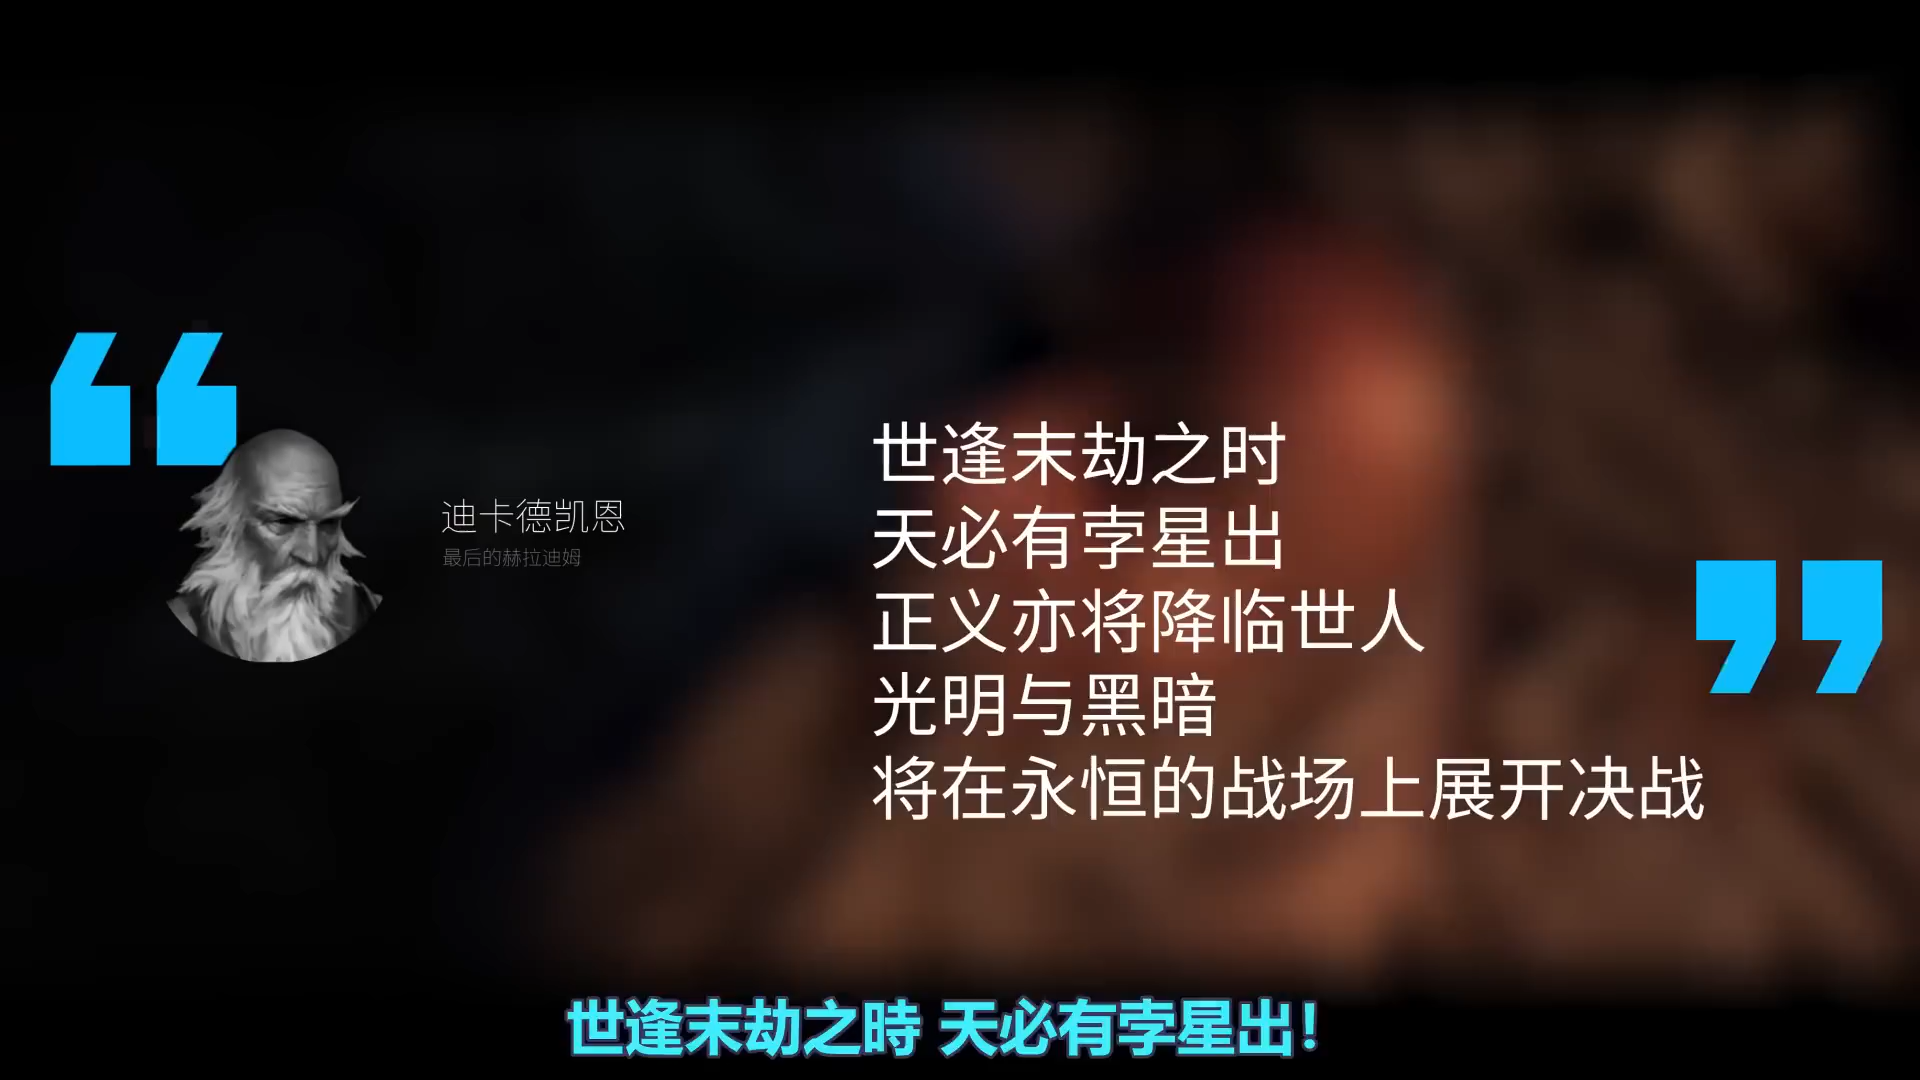 迪卡德凯恩
最后的赫拉迪姆
世逢末劫之时
天必有孛星出
正义亦将降临世人
光明与黑暗
将在永恒的战场上展开决战
世逢末劫之時 天必有孛星出！